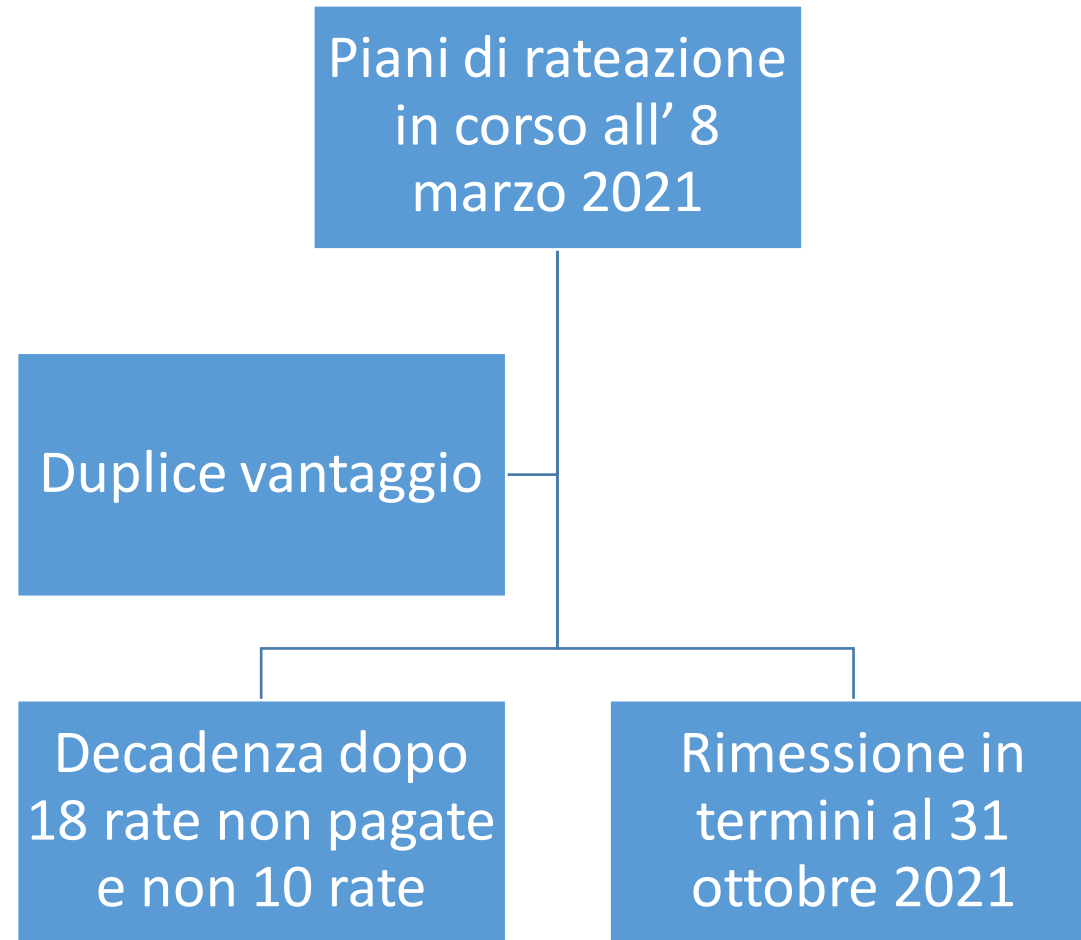 Piani di rateazione
in corso all’ 8
marzo 2021
Duplice vantaggio
Decadenza dopo
18 rate non pagate
e non 10 rate
Rimessione in
termini al 31
ottobre 2021